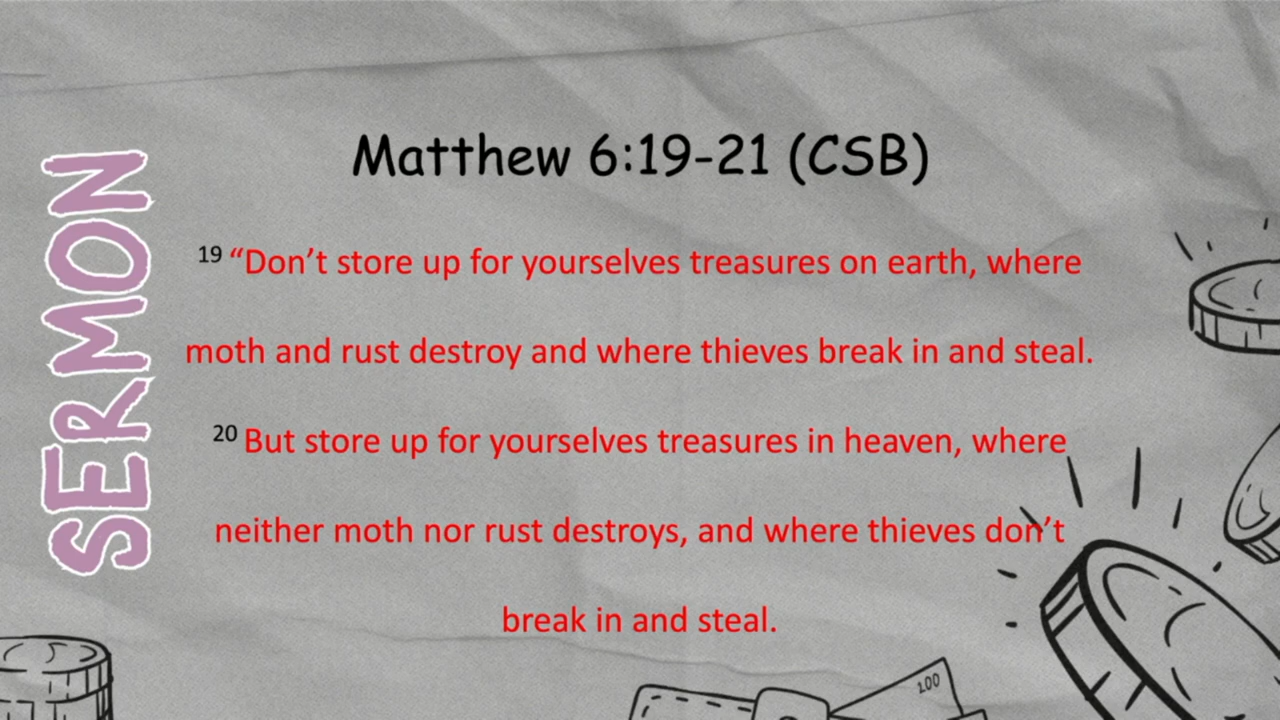 Matthew 6:19-21 (CSB)
SERMON
19 “Don’t store up for yourselves treasures on earth, where
moth and rust destroy and where thieves break in and steal.
20 But store up for yourselves treasures in heaven, where
neither moth nor rust destroys, and where thieves don’t
break in and steal.
100